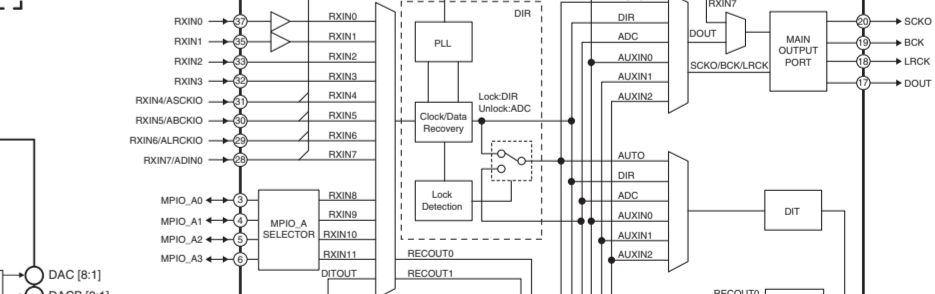 RXIN7
DIR
RXIN0 37 RXIN0
RXIN1 35 RXIN1
RXIN2 33 RXIN2
RXIN3 32 RXIN3
RXIN4/ASCKIO 31 RXIN4
RXIN5/ABCKIO 30 RXIN5
RXIN6/ALRCKIO 29 RXIN6
RXIN7/ADIN0 28 RXIN7
PLL
Clock/Data
Recovery
Lock
Detection
Lock:DIR
Unlock:ADC
DIR
ADC
AUXIN0
AUXIN1
AUXIN2
DOUT
SCKO/BCK/LRCK
MAIN
OUTPUT
PORT
20 SCKO
19 BCK
18 LRCK
17 DOUT
MPIO_A0 3
MPIO_A1 4
MPIO_A2 5
MPIO_A3 6
MPIO_A
SELECTOR
RXIN8
RXIN9
RXIN10
RXIN11
DITOUT
RECOUT0
RECOUT1
AUTO
DIR
ADC
AUXIN0
AUXIN1
AUXIN2
DIT
DAC [8:1]
RECOUT0